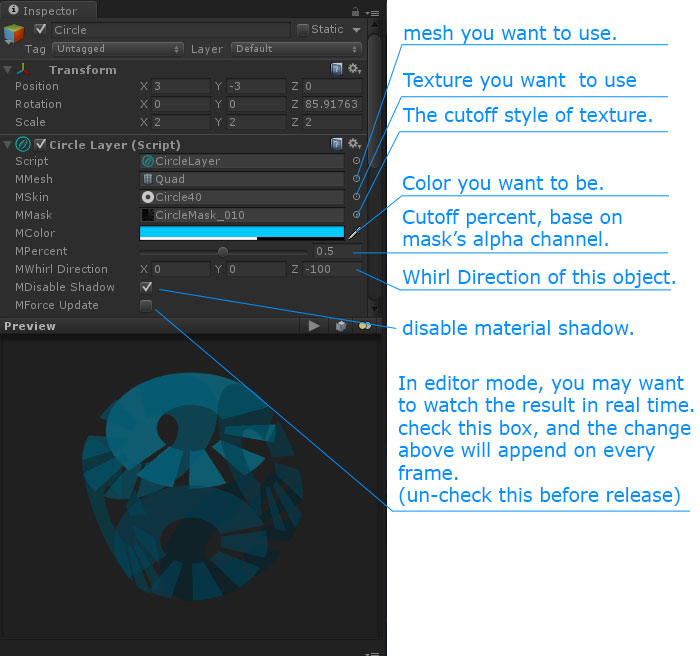 Inspector
Circle
Static
Tag Untagged Layer Default
Transform
Position X 3 Y -3 Z 0
Rotation X 0 Y 0 Z 85.91763
Scale X 2 Y 2 Z 2
Circle Layer (Script)
Script CircleLayer
MMesh Quad
MSkin Circle40
MMask CircleMask_010
MColor
MPercent 0.5
MWhirl Direction X 0 Y 0 Z -100
MDisable Shadow
MForce Update
Preview
mesh you want to use.
Texture you want to use
The cutoff style of texture.
Color you want to be.
Cutoff percent, base on
mask's alpha channel.
Whirl Direction of this object.
disable material shadow.
In editor mode, you may want
to watch the result in real time.
check this box, and the change
above will append on every
frame.
(un-check this before release)